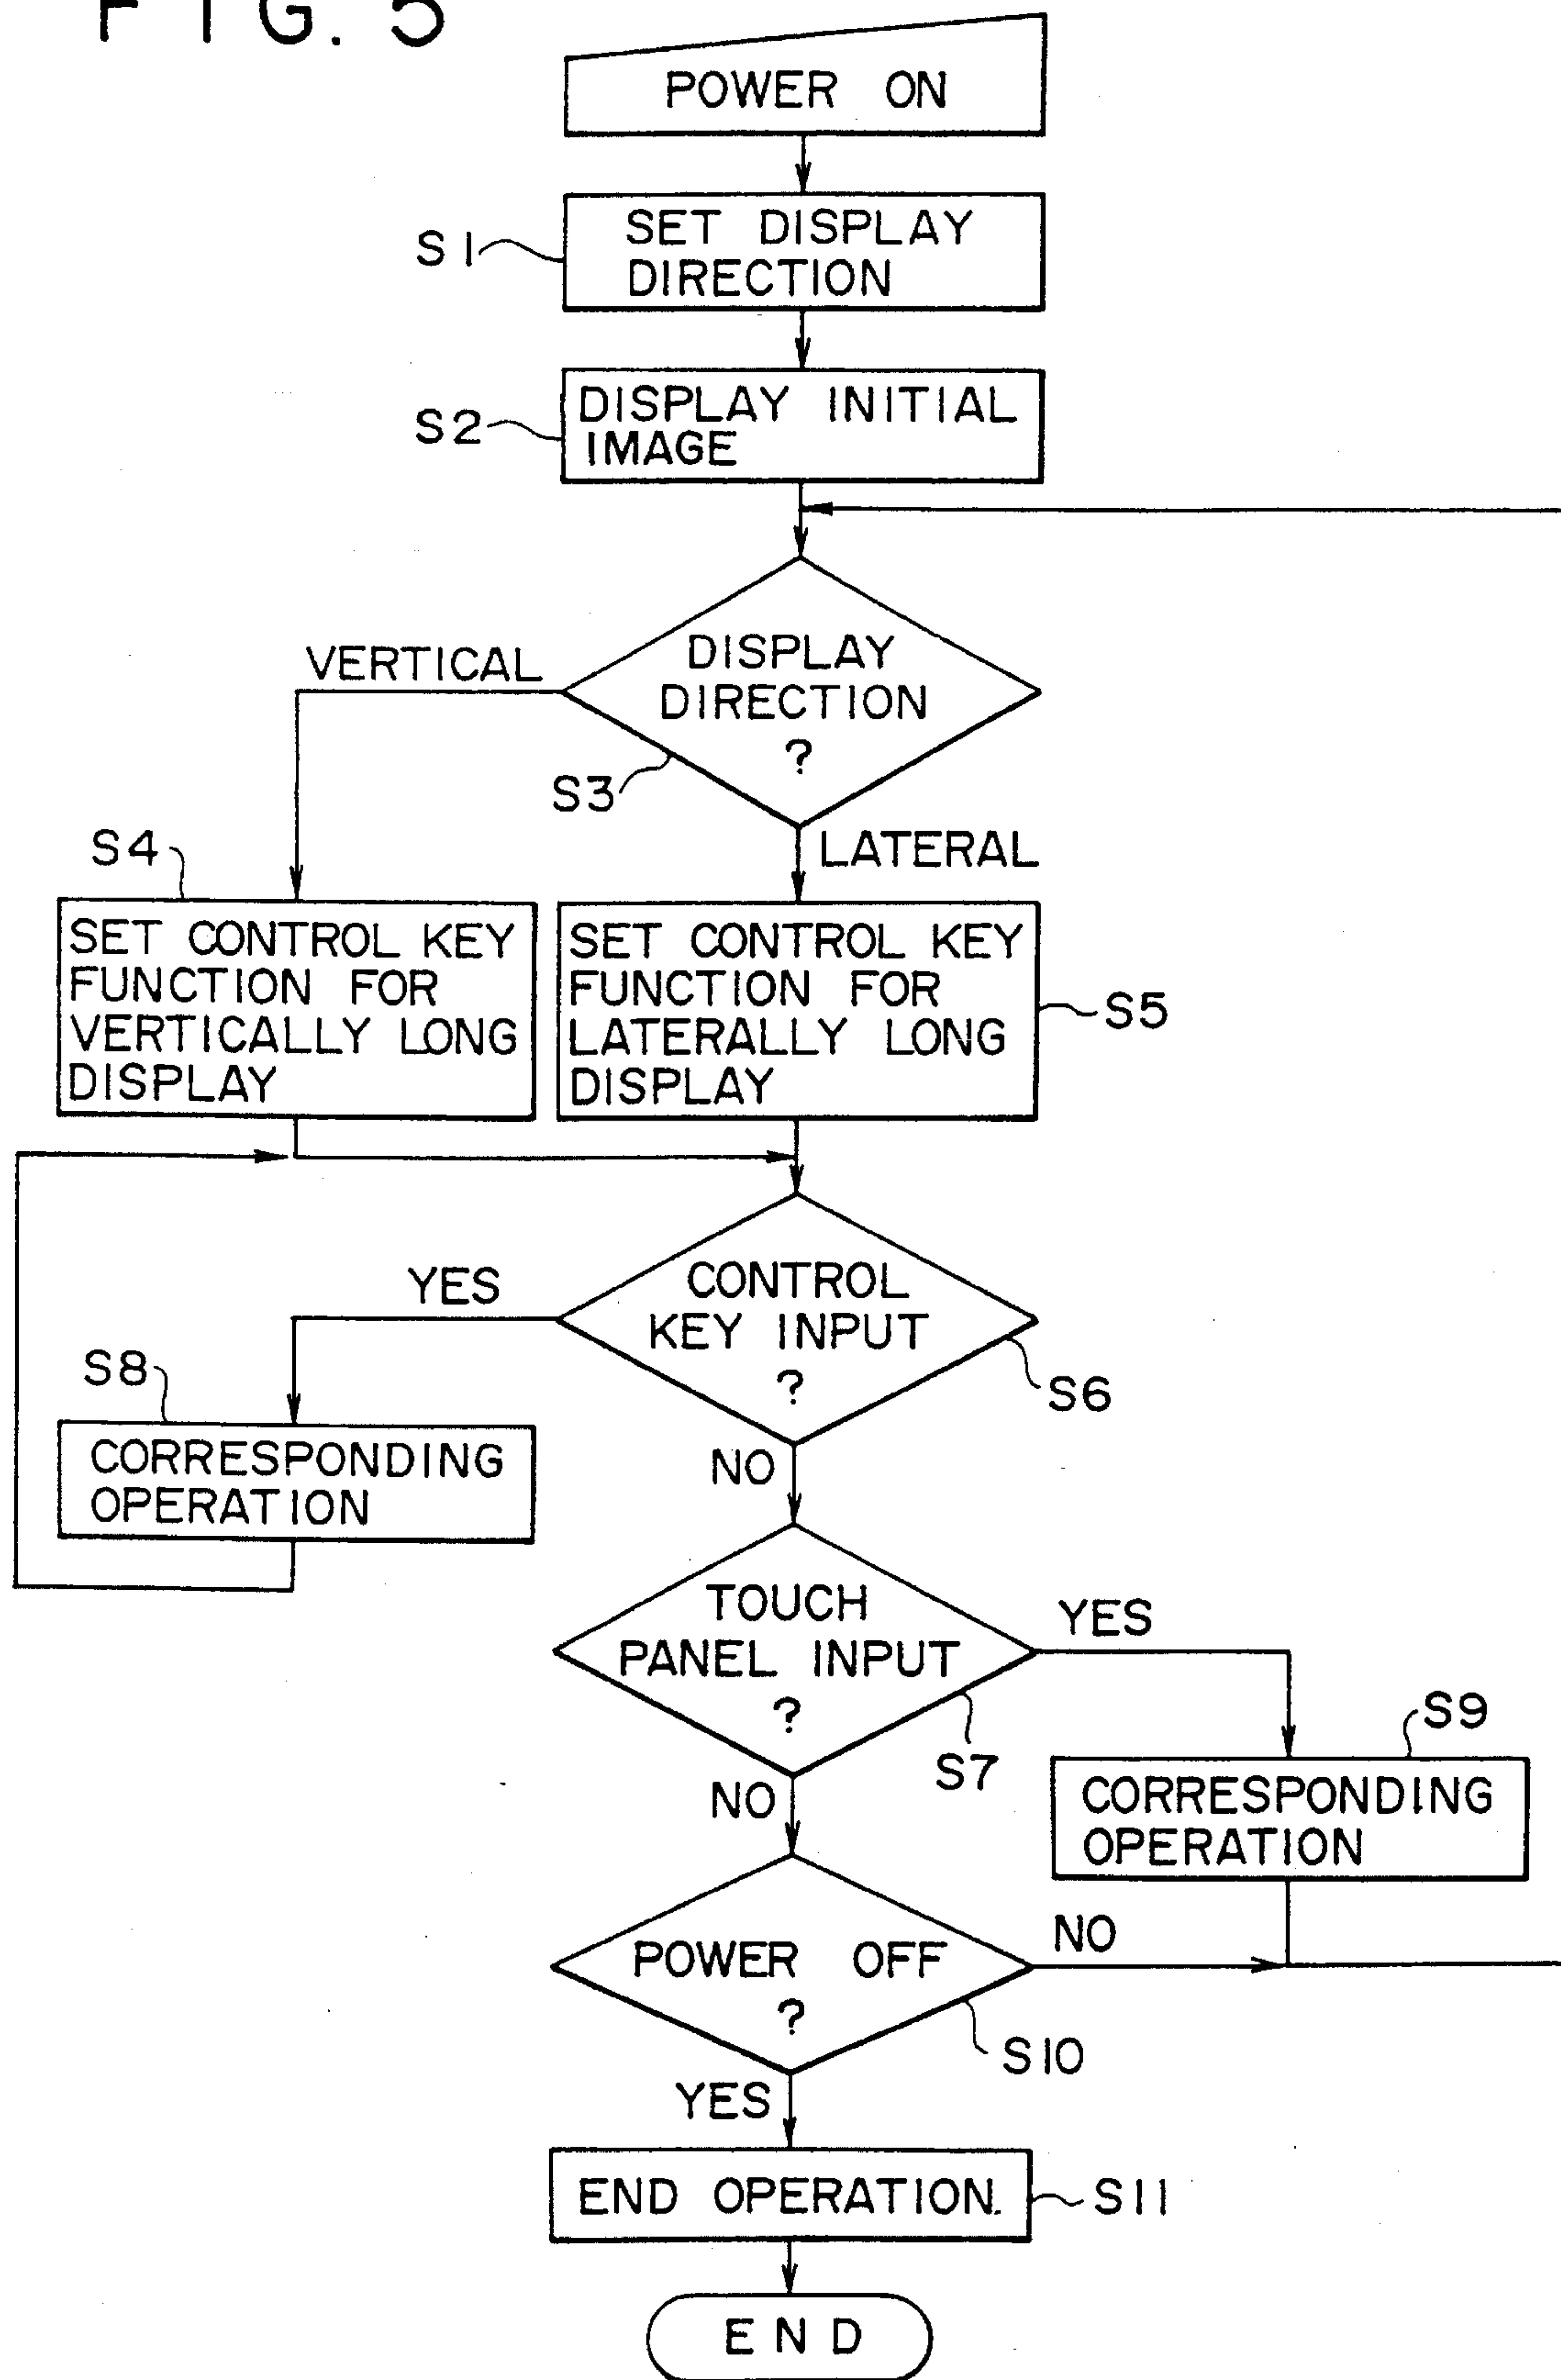 FIG. 5
POWER ON
S1
SET DISPLAY
DIRECTION
S2
DISPLAY INITIAL
IMAGE
VERTICAL
DISPLAY
DIRECTION
?
S3
LATERAL
S4
SET CONTROL KEY
FUNCTION FOR
VERTICALLY LONG
DISPLAY
SET CONTROL KEY
FUNCTION FOR
LATERALLY LONG
DISPLAY
S5
YES
CONTROL
KEY INPUT
?
S6
S8
CORRESPONDING
OPERATION
NO
TOUCH
PANEL INPUT
?
YES
S7
S9
CORRESPONDING
OPERATION
NO
POWER OFF
?
NO
S10
YES
END OPERATION.
S11
END